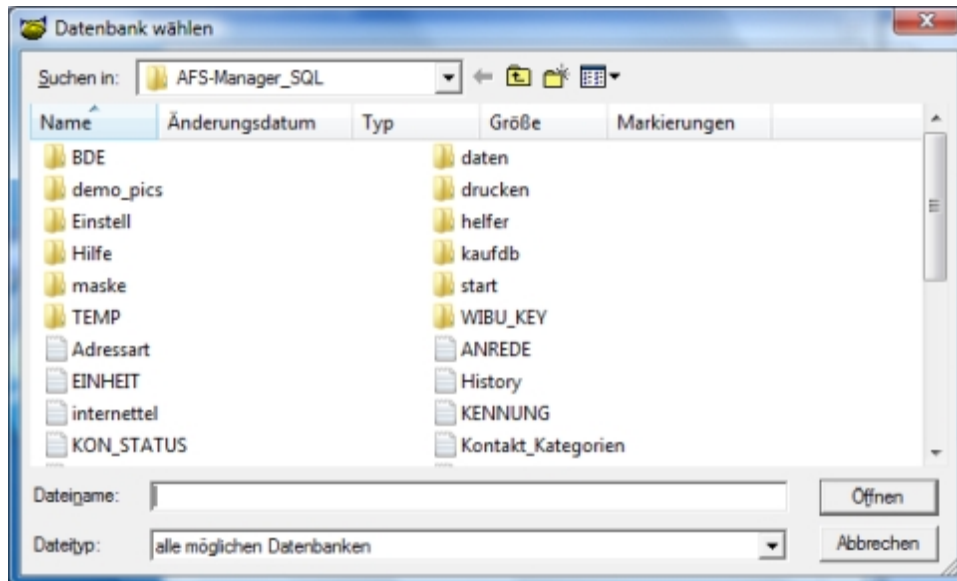 Datenbank wählen
Suchen in: AFS-Manager_SQL
Name Änderungsdatum Typ Größe Markierungen
BDE daten
demo_pics drucken
Einstell helfer
Hilfe kaufdb
maske start
TEMP WIBU_KEY
Adressart ANREDE
EINHEIT History
internettel KENNUNG
KON_STATUS Kontakt_Kategorien
Dateiname: Öffnen
Dateityp: alle möglichen Datenbanken Abbrechen